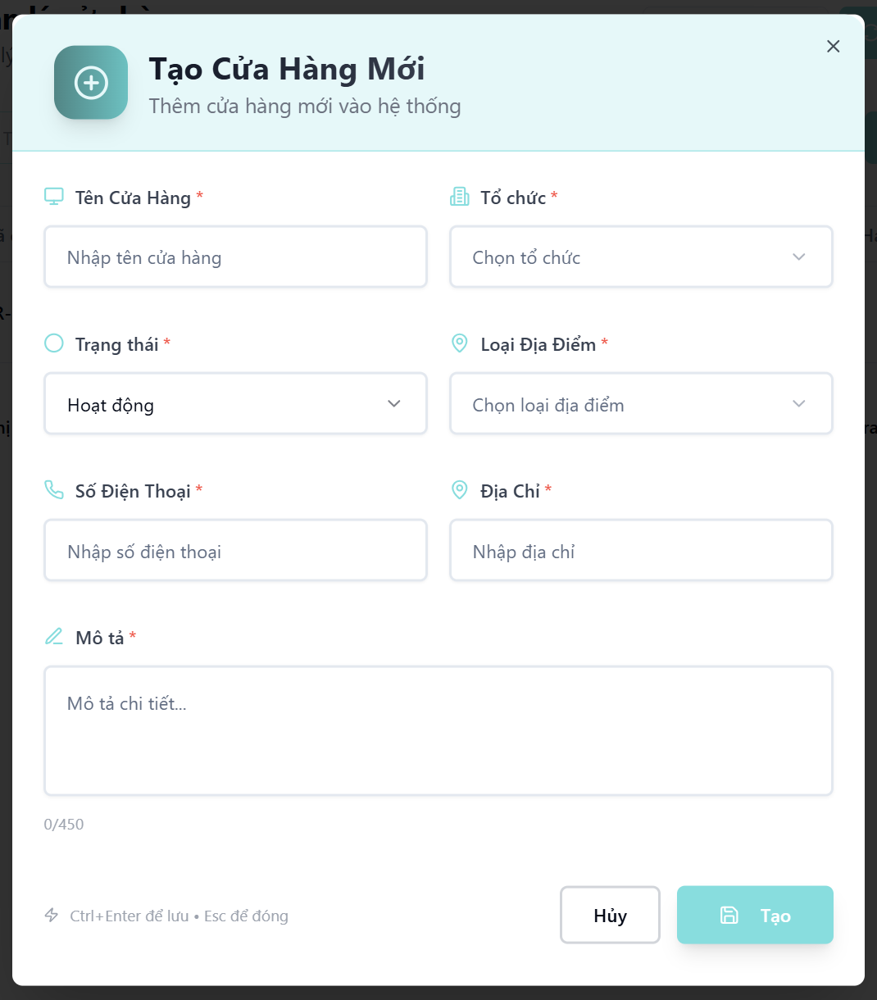 Tạo Cửa Hàng Mới
Thêm cửa hàng mới vào hệ thống
Tên Cửa Hàng *
Tổ chức *
Nhập tên cửa hàng
Chọn tổ chức
Trạng thái *
Loại Địa Điểm *
Hoạt động
Chọn loại địa điểm
Số Điện Thoại *
Địa Chỉ *
Nhập số điện thoại
Nhập địa chỉ
Mô tả *
Mô tả chi tiết...
0/450
Ctrl+Enter để lưu • Esc để đóng
Hủy
Tạo